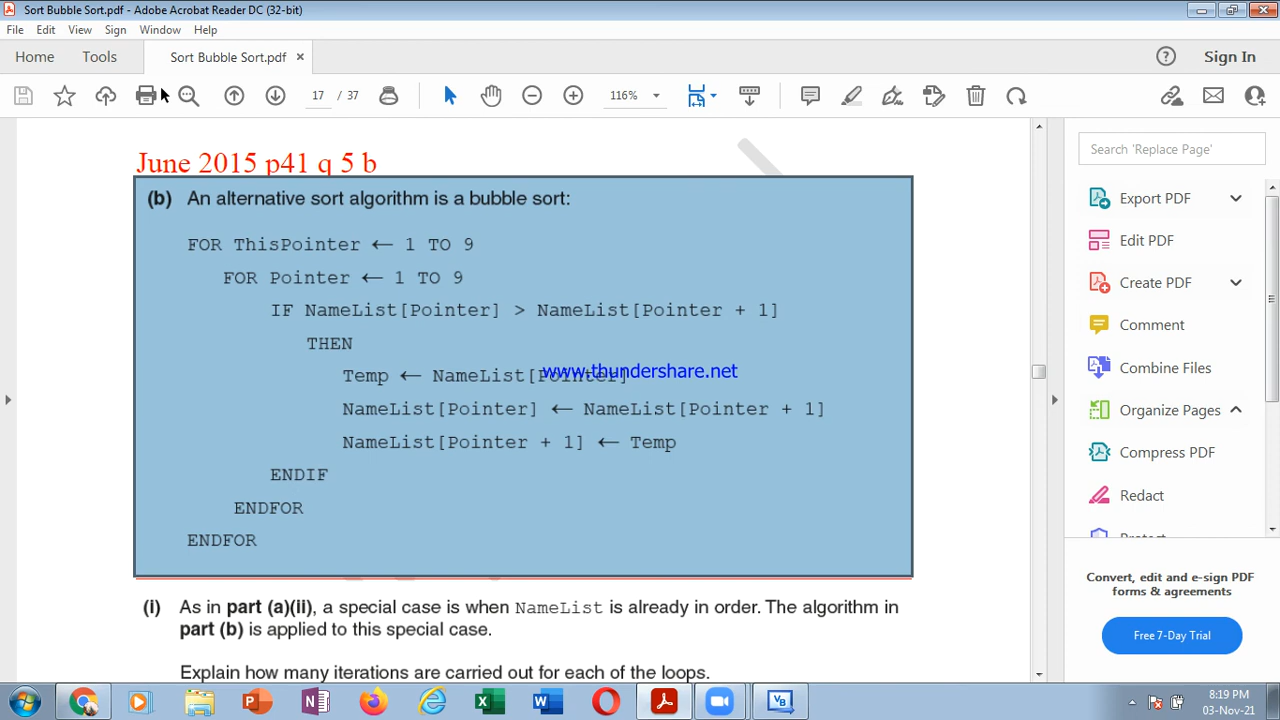 Sort Bubble Sort.pdf - Adobe Acrobat Reader DC (32-bit)
File Edit View Sign Window Help
Home Tools Sort Bubble Sort.pdf × ? Sign In
17 / 37 116%
Search 'Replace Page'
June 2015 p41 q 5 b
(b) An alternative sort algorithm is a bubble sort:
FOR ThisPointer ← 1 TO 9
FOR Pointer ← 1 TO 9
IF NameList[Pointer] > NameList[Pointer + 1]
THEN
Temp ← NameList[Pointer]
www.thundershare.net
NameList[Pointer] ← NameList[Pointer + 1]
NameList[Pointer + 1] ← Temp
ENDIF
ENDFOR
ENDFOR
(i) As in part (a)(ii), a special case is when NameList is already in order. The algorithm in
part (b) is applied to this special case.
Explain how many iterations are carried out for each of the loops.
Export PDF
Edit PDF
Create PDF
Comment
Combine Files
Organize Pages
Compress PDF
Redact
Protect
Convert, edit and e-sign PDF
forms & agreements
Free 7-Day Trial
8:19 PM
03-Nov-21